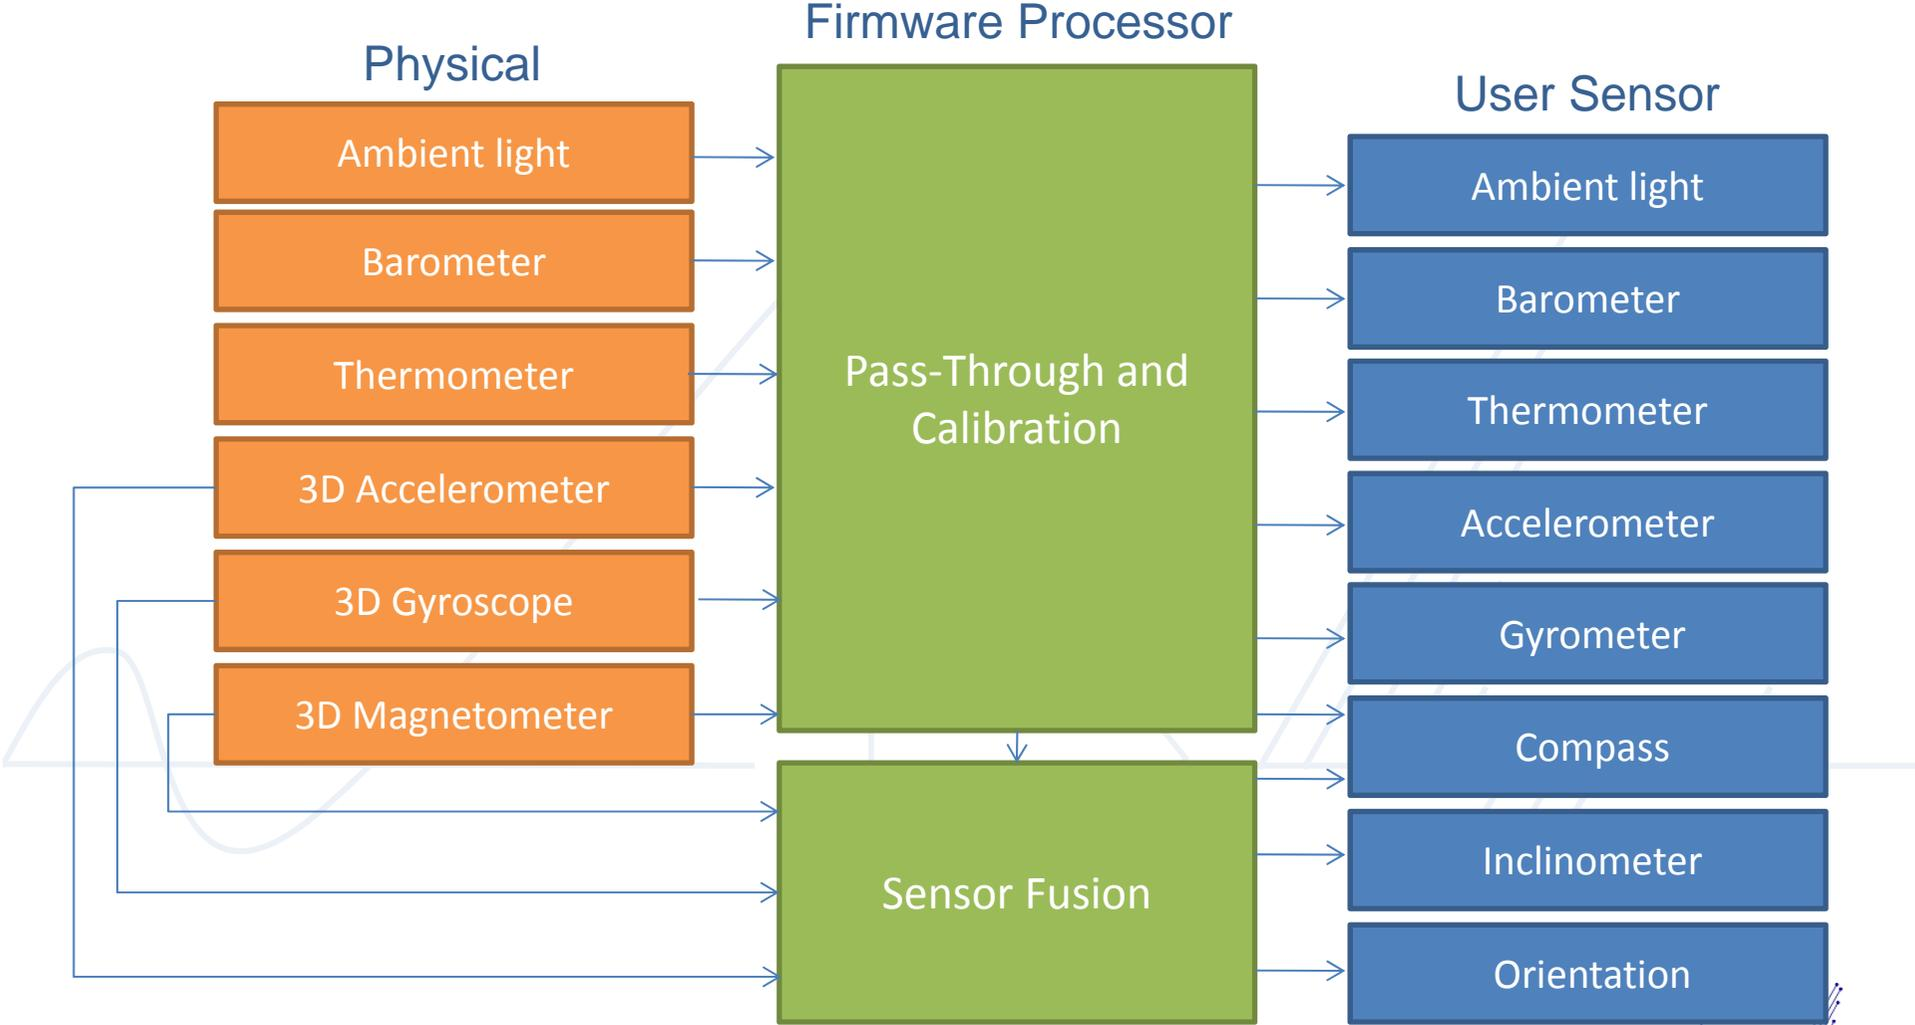 Firmware Processor
Physical
User Sensor
Ambient light
Barometer
Thermometer
3D Accelerometer
3D Gyroscope
3D Magnetometer
Pass-Through and
Calibration
Sensor Fusion
Ambient light
Barometer
Thermometer
Accelerometer
Gyrometer
Compass
Inclinometer
Orientation